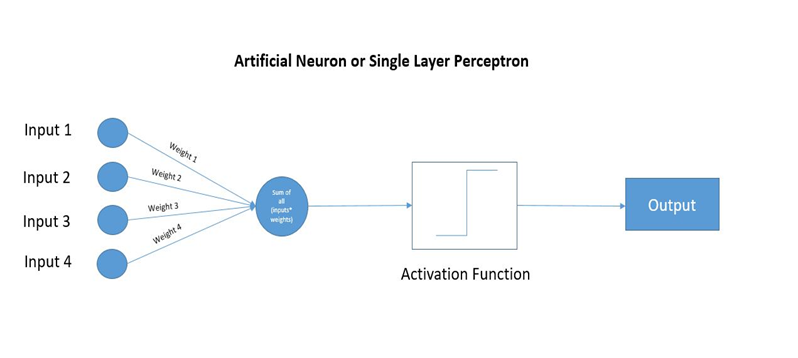 Artificial Neuron or Single Layer Perceptron
Input 1
Weight 1
Input 2
Weight 2
Input 3
Weight 3
Input 4
Weight 4
Sum of
all
(inputs*
weights)
Activation Function
Output